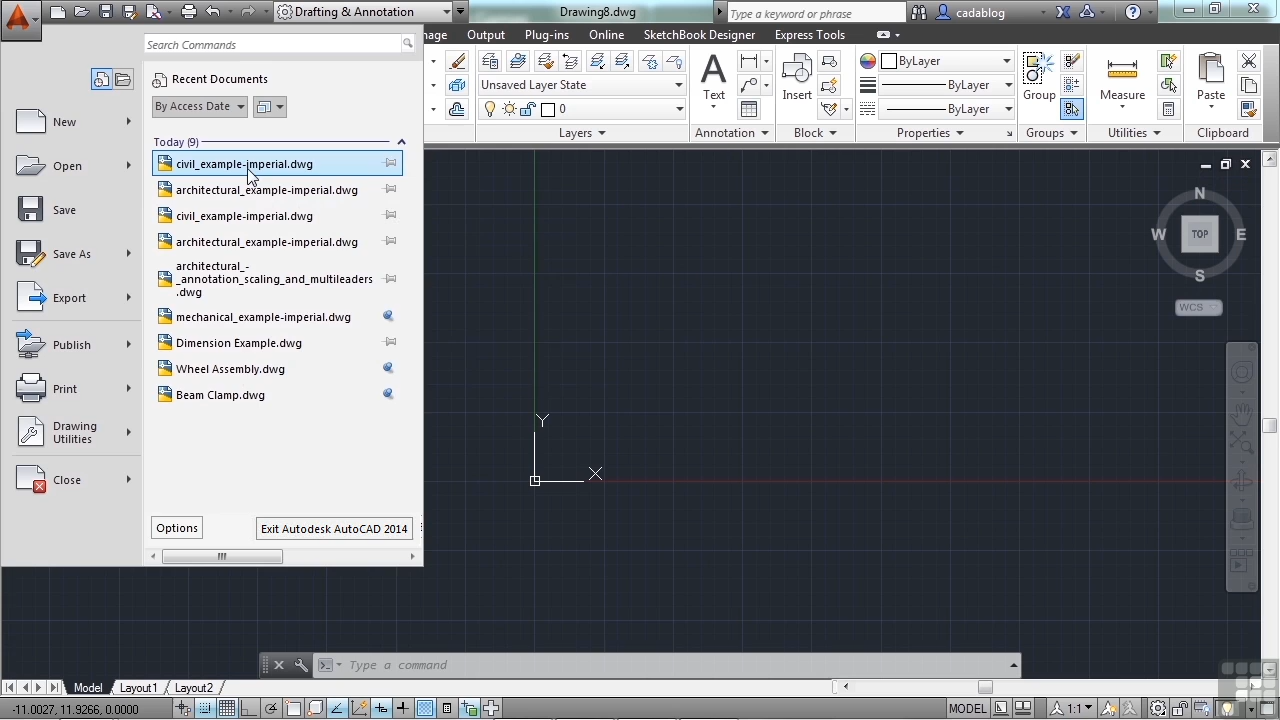 Drafting & Annotation
Drawing8.dwg
Type a keyword or phrase
cadablog
Search Commands
nage
Output
Plug-ins
Online
SketchBook Designer
Express Tools
Recent Documents
By Access Date
New
Open
Save
Save As
Export
Publish
Print
Drawing
Utilities
Close
Today (9)
civil_example-imperial.dwg
architectural_example-imperial.dwg
civil_example-imperial.dwg
architectural_example-imperial.dwg
architectural_-
_annotation_scaling_and_multileaders
.dwg
mechanical_example-imperial.dwg
Dimension Example.dwg
Wheel Assembly.dwg
Beam Clamp.dwg
Options
Exit Autodesk AutoCAD 2014
Unsaved Layer State
0
Layers
A
Text
Annotation
Insert
Block
ByLayer
ByLayer
ByLayer
Properties
Group
Groups
Measure
Utilities
Paste
Clipboard
N
W
TOP
E
S
WCS
Y
X
Type a command
Model
Layout1
Layout2
-11.0027, 11.9266, 0.0000
MODEL
1:1